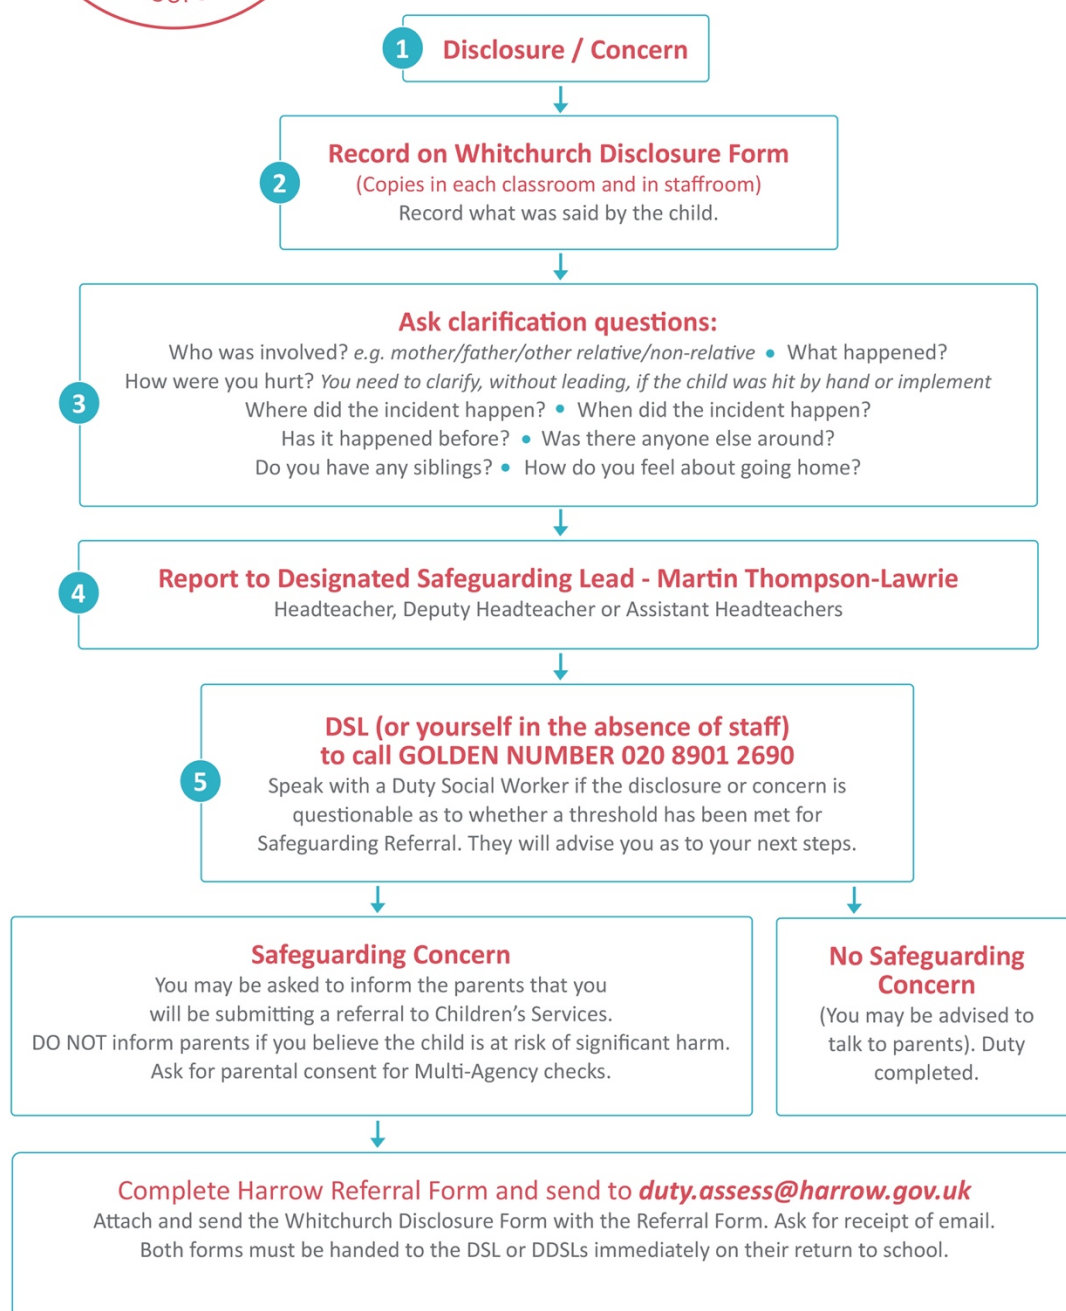 1 Disclosure / Concern
2 Record on Whitchurch Disclosure Form
(Copies in each classroom and in staffroom)
Record what was said by the child.
3 Ask clarification questions:
Who was involved? e.g. mother/father/other relative/non-relative • What happened?
How were you hurt? You need to clarify, without leading, if the child was hit by hand or implement
Where did the incident happen? • When did the incident happen?
Has it happened before? • Was there anyone else around?
Do you have any siblings? • How do you feel about going home?
4 Report to Designated Safeguarding Lead - Martin Thompson-Lawrie
Headteacher, Deputy Headteacher or Assistant Headteachers
5 DSL (or yourself in the absence of staff)
to call GOLDEN NUMBER 020 8901 2690
Speak with a Duty Social Worker if the disclosure or concern is
questionable as to whether a threshold has been met for
Safeguarding Referral. They will advise you as to your next steps.
Safeguarding Concern
You may be asked to inform the parents that you
will be submitting a referral to Children's Services.
DO NOT inform parents if you believe the child is at risk of significant harm.
Ask for parental consent for Multi-Agency checks.
No Safeguarding
Concern
(You may be advised to
talk to parents). Duty
completed.
Complete Harrow Referral Form and send to duty.assess@harrow.gov.uk
Attach and send the Whitchurch Disclosure Form with the Referral Form. Ask for receipt of email.
Both forms must be handed to the DSL or DDSLs immediately on their return to school.